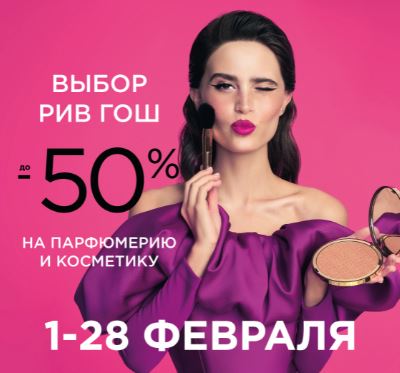 ВЫБОР
РИВ ГОШ
до
-50%
НА ПАРФЮМЕРИЮ
И КОСМЕТИКУ
1-28 ФЕВРАЛЯ